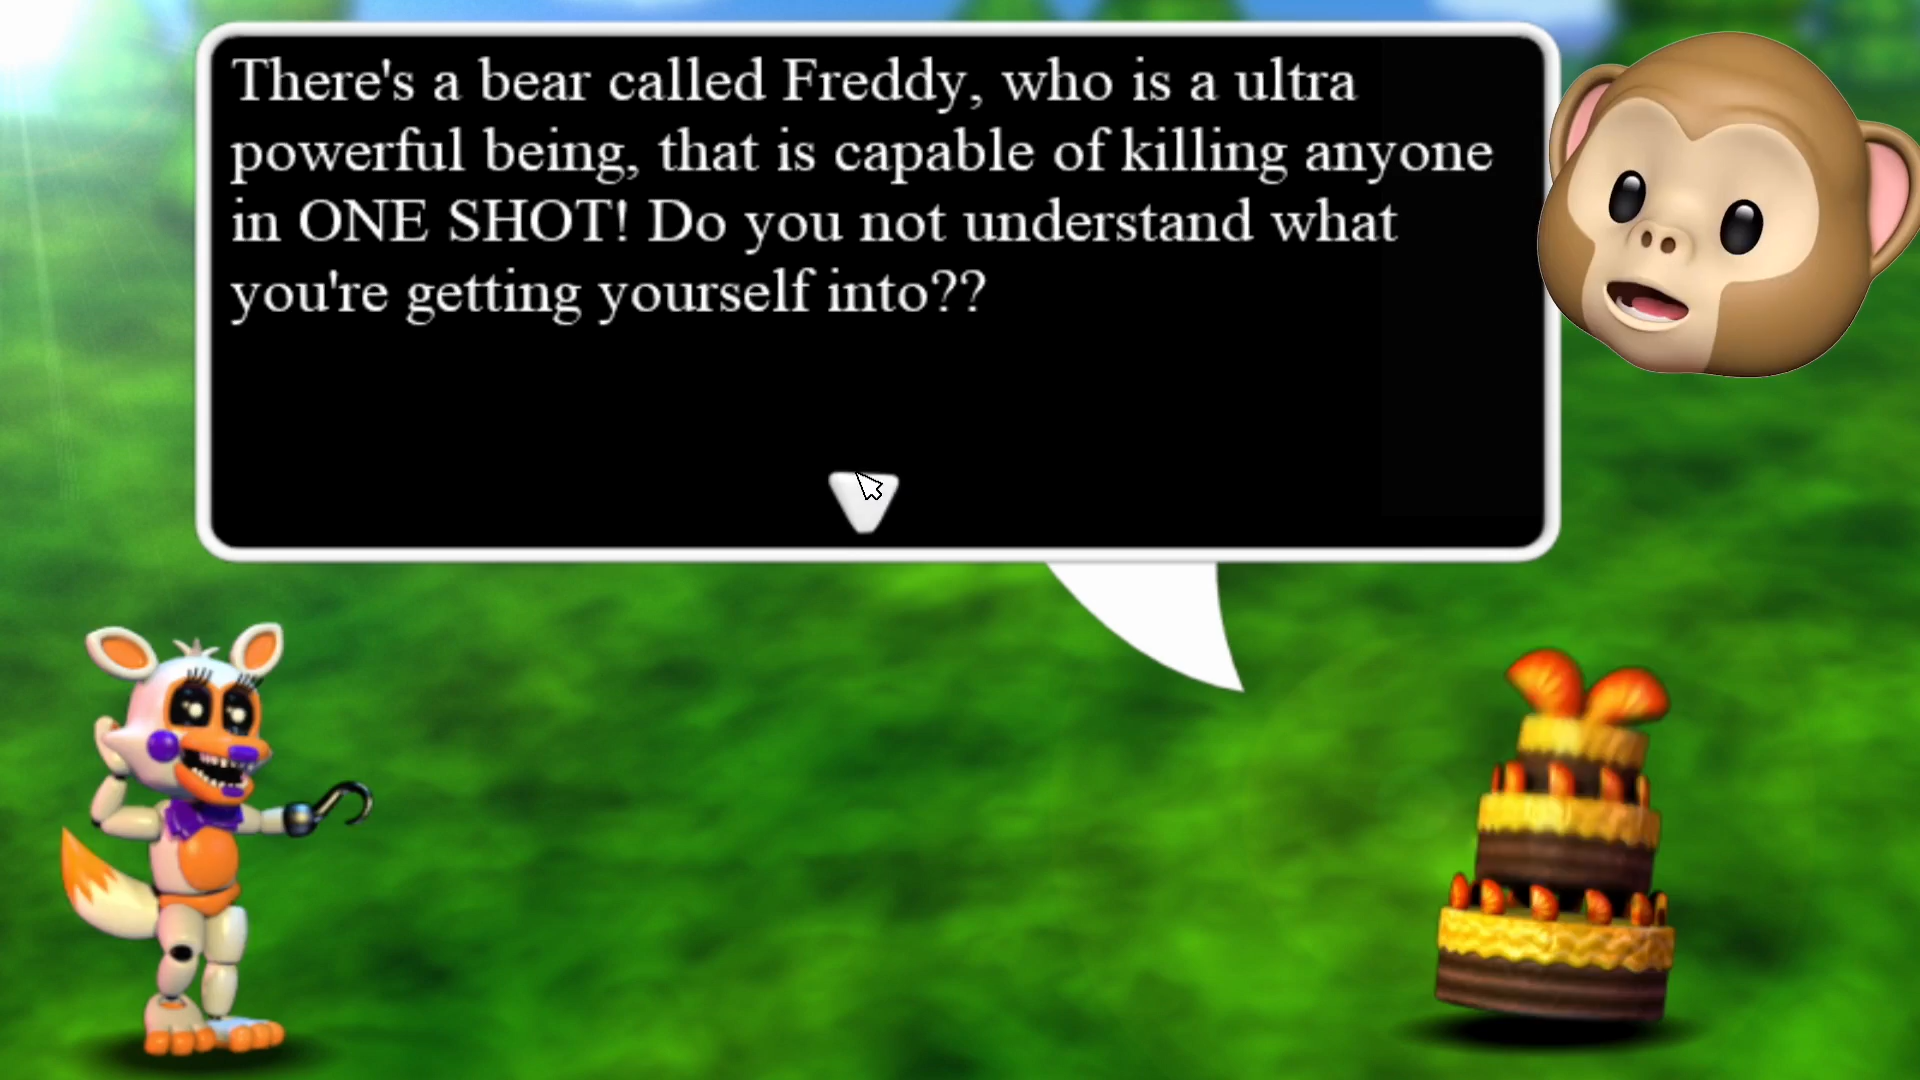 There's a bear called Freddy, who is a ultra
powerful being, that is capable of killing anyone
in ONE SHOT! Do you not understand what
you're getting yourself into??